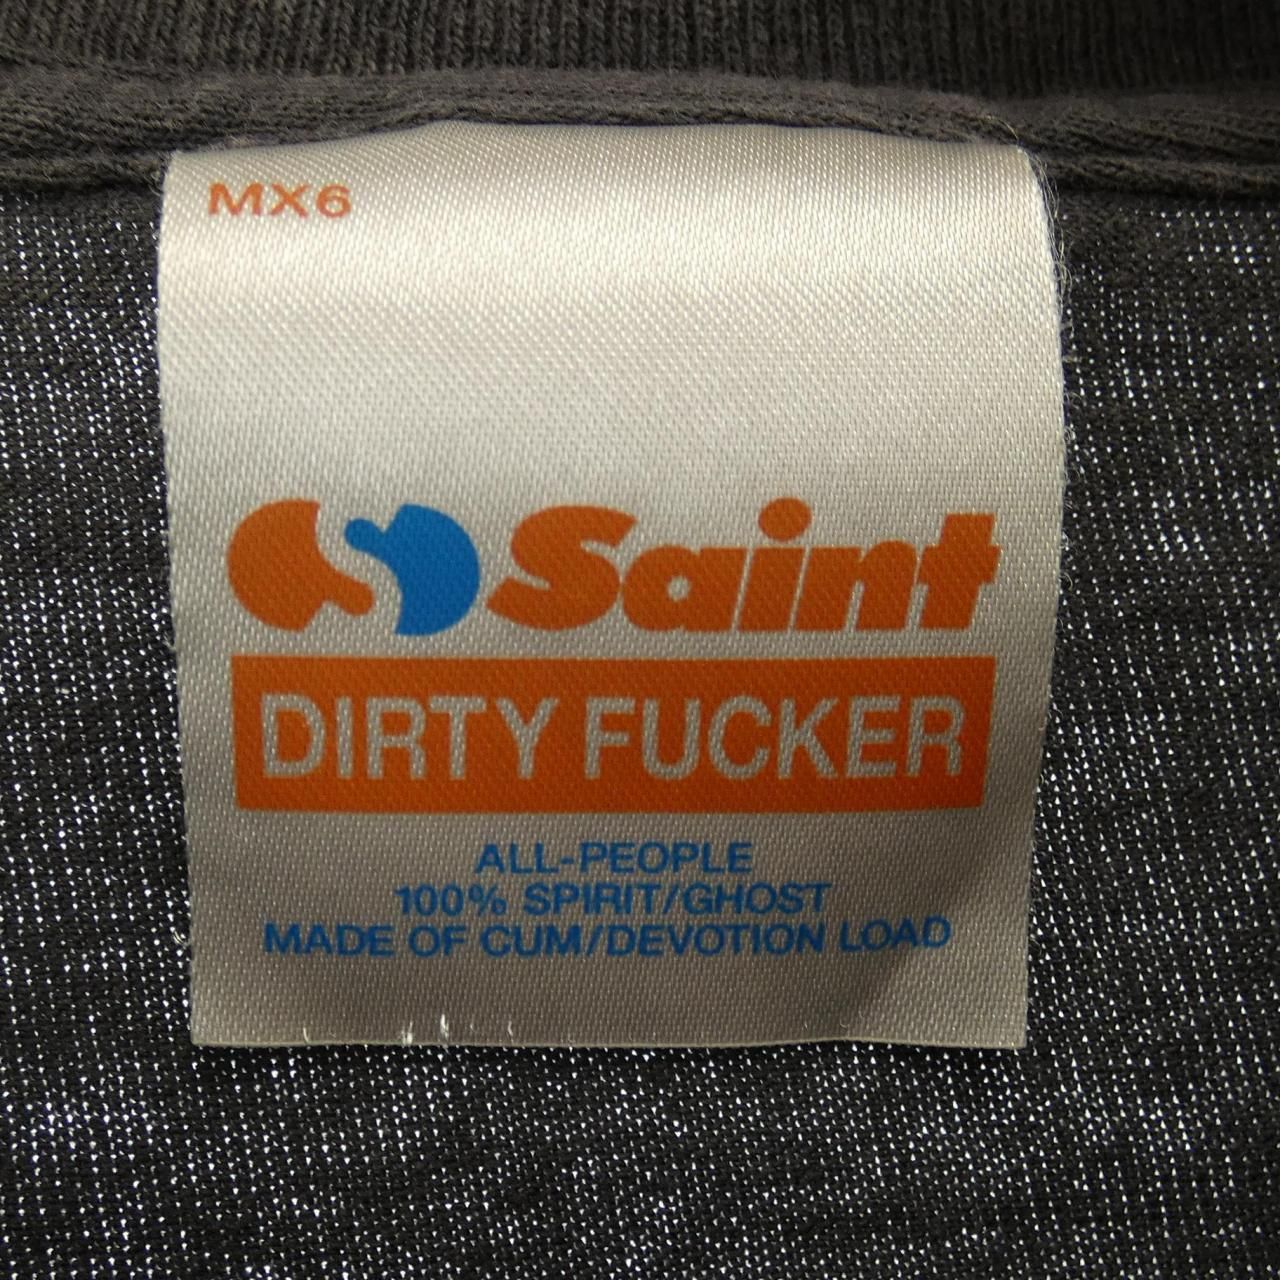 MX6
Saint
DIRTY FUCKER
ALL-PEOPLE
100% SPIRIT/GHOST
MADE OF CUM/DEVOTION LOAD